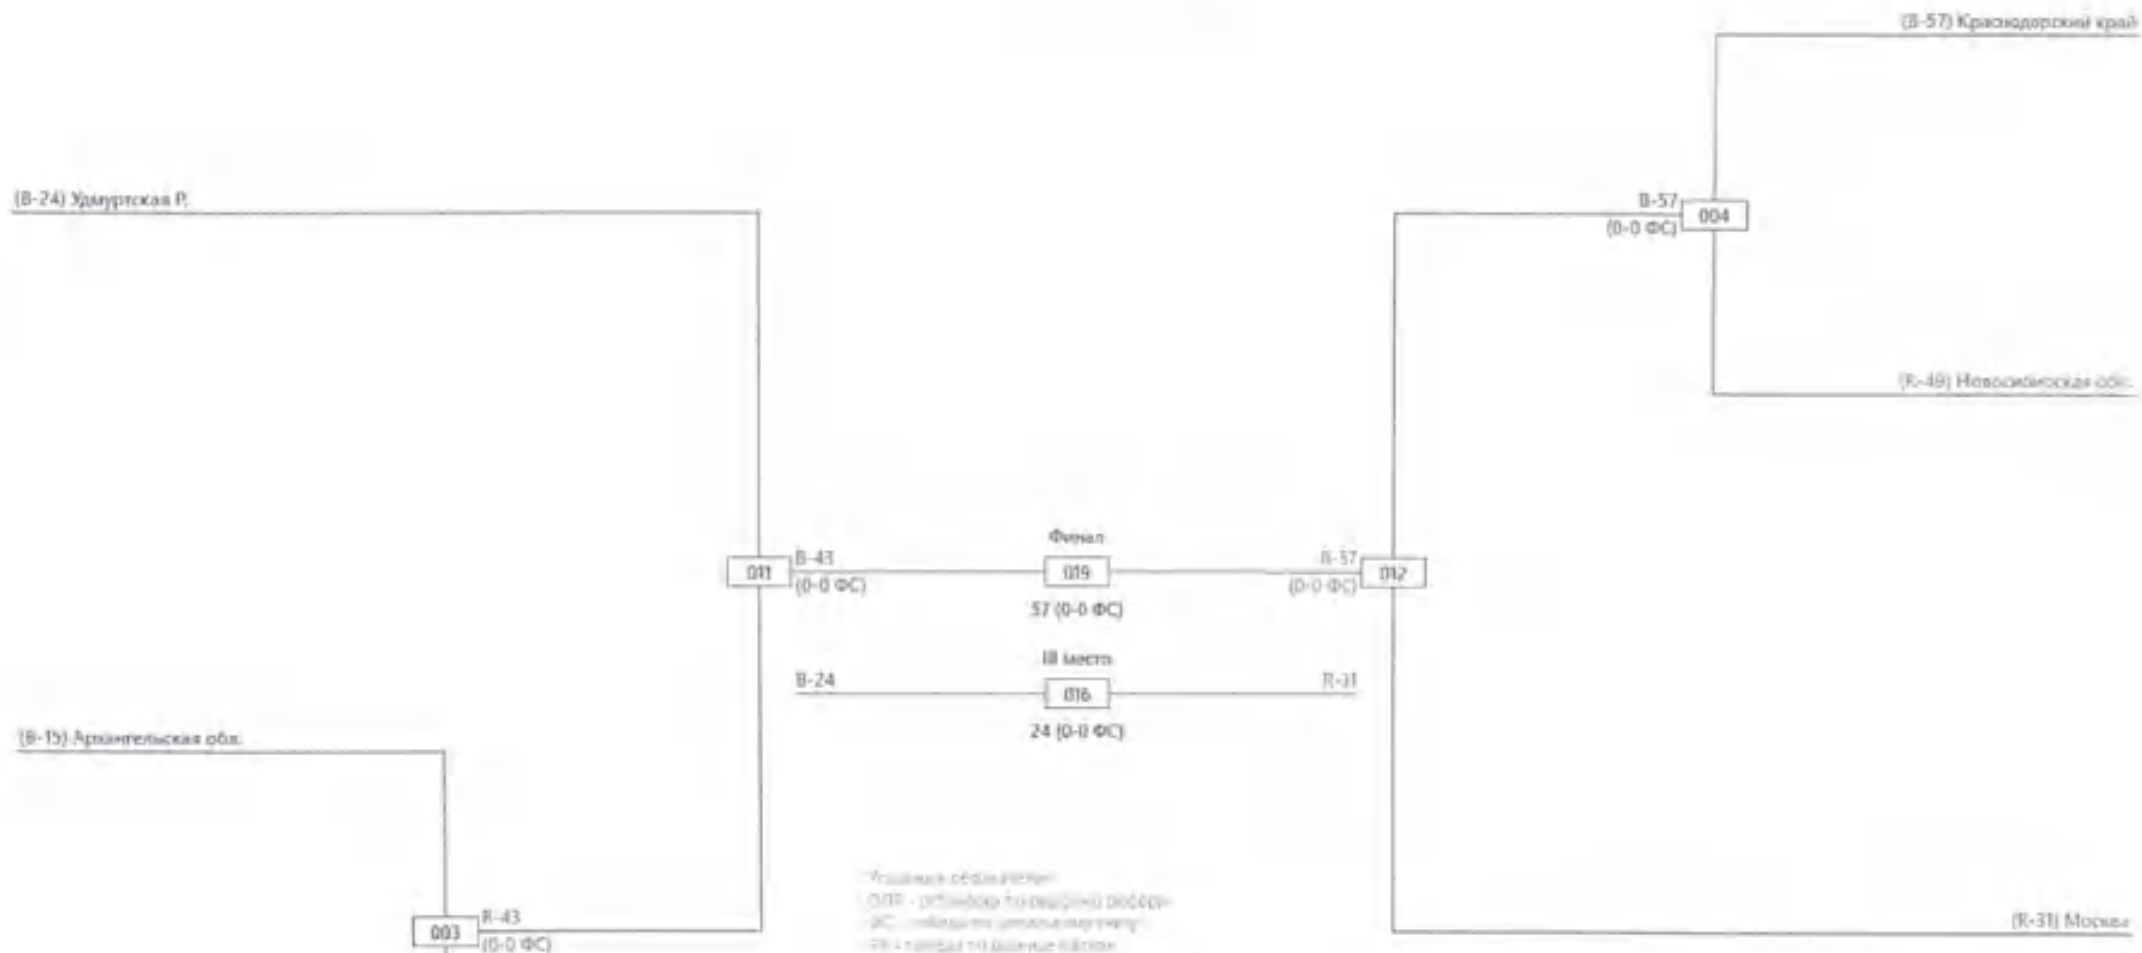 (B-57) Краснодарский край
(B-24) Удмуртская Р.
B-57
004
(0-0 ФС)
(R-49) Новосибирская обл.
Финал
B-43
B-57
011
019
012
(0-0 ФС)
(0-0 ФС)
57 (0-0 ФС)
III место
B-24
R-31
016
24 (0-0 ФС)
(B-15) Архангельская обл.
R-43
003
(0-0 ФС)
(R-31) Москва